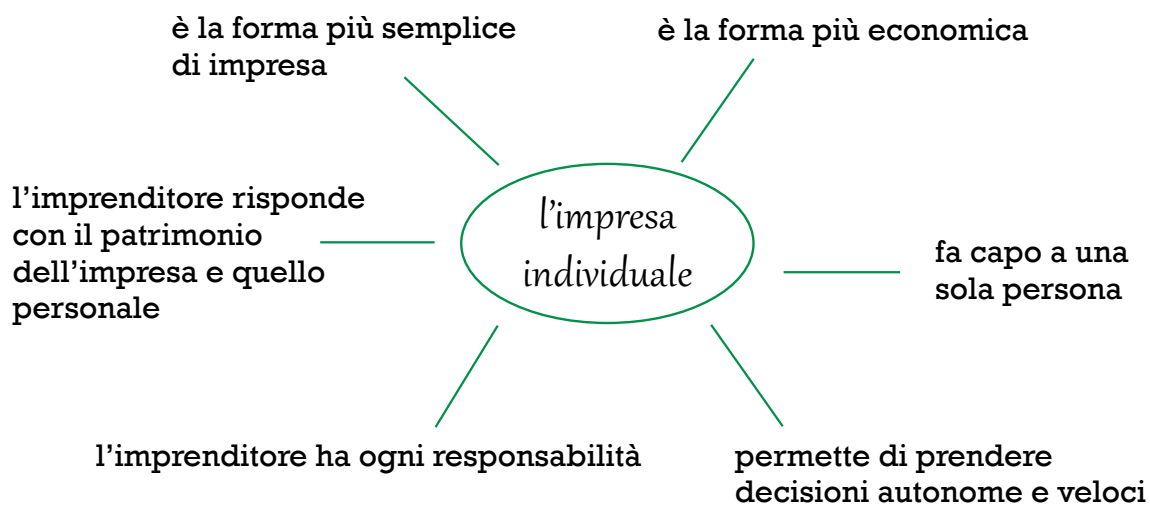 è la forma più semplice
di impresa
è la forma più economica
l'imprenditore risponde
con il patrimonio
dell'impresa e quello
personale
l'impresa
individuale
fa capo a una
sola persona
l'imprenditore ha ogni responsabilità
permette di prendere
decisioni autonome e veloci